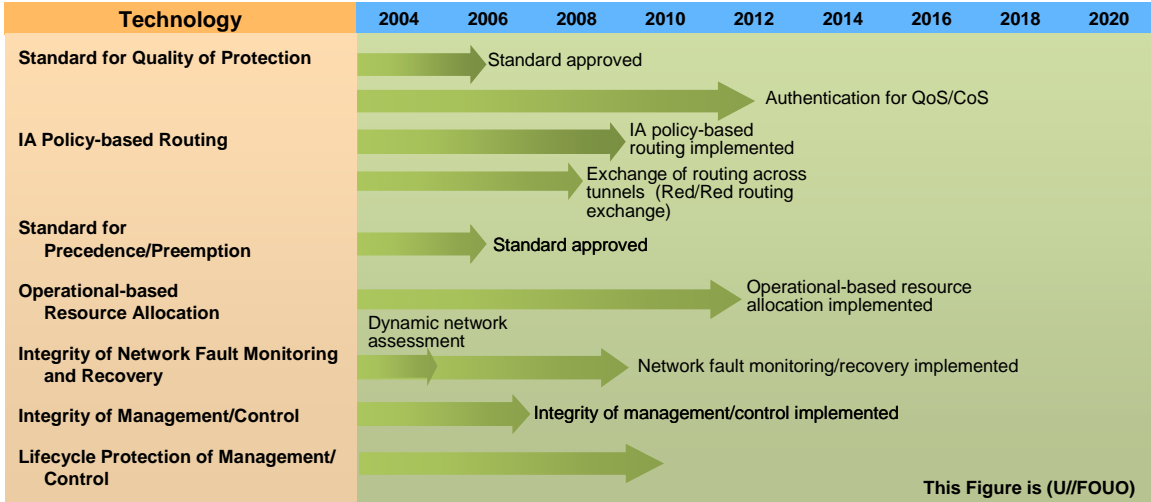 Technology 2004 2006 2008 2010 2012 2014 2016 2018 2020
Standard for Quality of Protection
Standard approved
Authentication for QoS/CoS
IA Policy-based Routing
IA policy-based
routing implemented
Exchange of routing across
tunnels (Red/Red routing
exchange)
Standard for
Precedence/Preemption
Standard approved
Operational-based
Resource Allocation
Operational-based resource
allocation implemented
Dynamic network
assessment
Integrity of Network Fault Monitoring
and Recovery
Network fault monitoring/recovery implemented
Integrity of Management/Control
Integrity of management/control implemented
Lifecycle Protection of Management/
Control
This Figure is (U//FOUO)